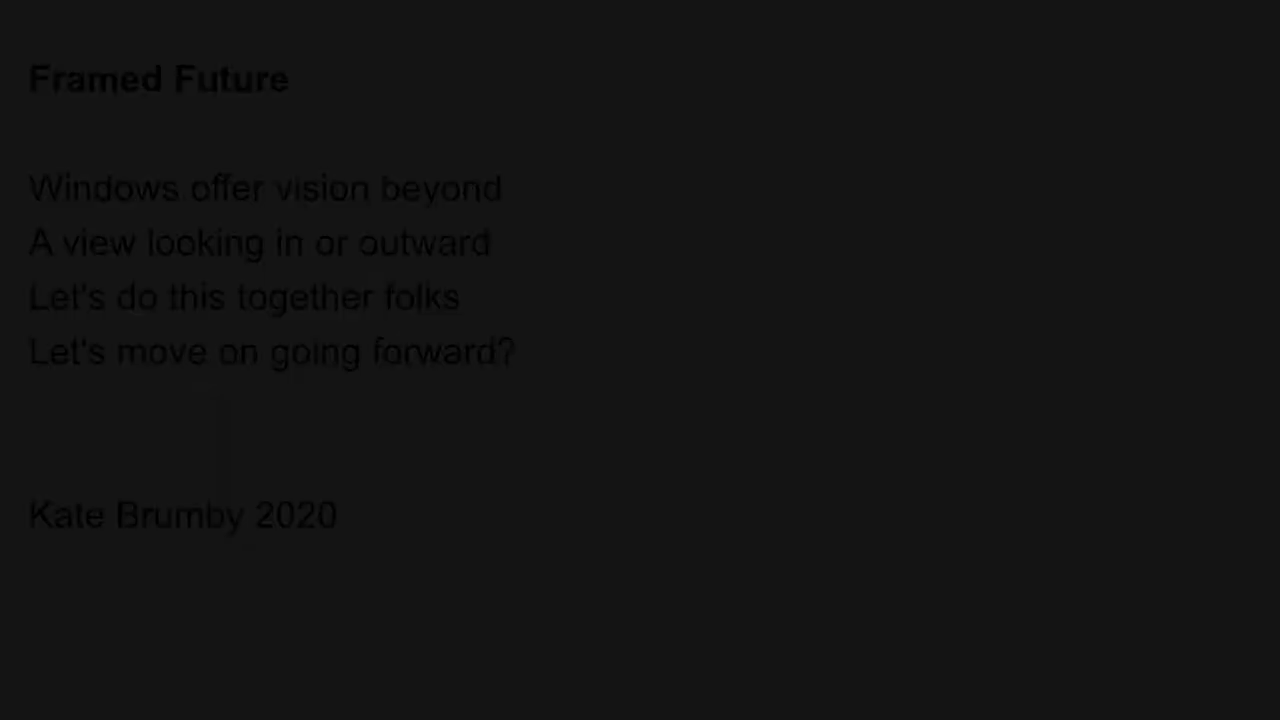 Framed Future
Windows offer vision beyond
A view looking in or outward
Let's do this together folks
Let's move on going forward?
Kate Brumby 2020